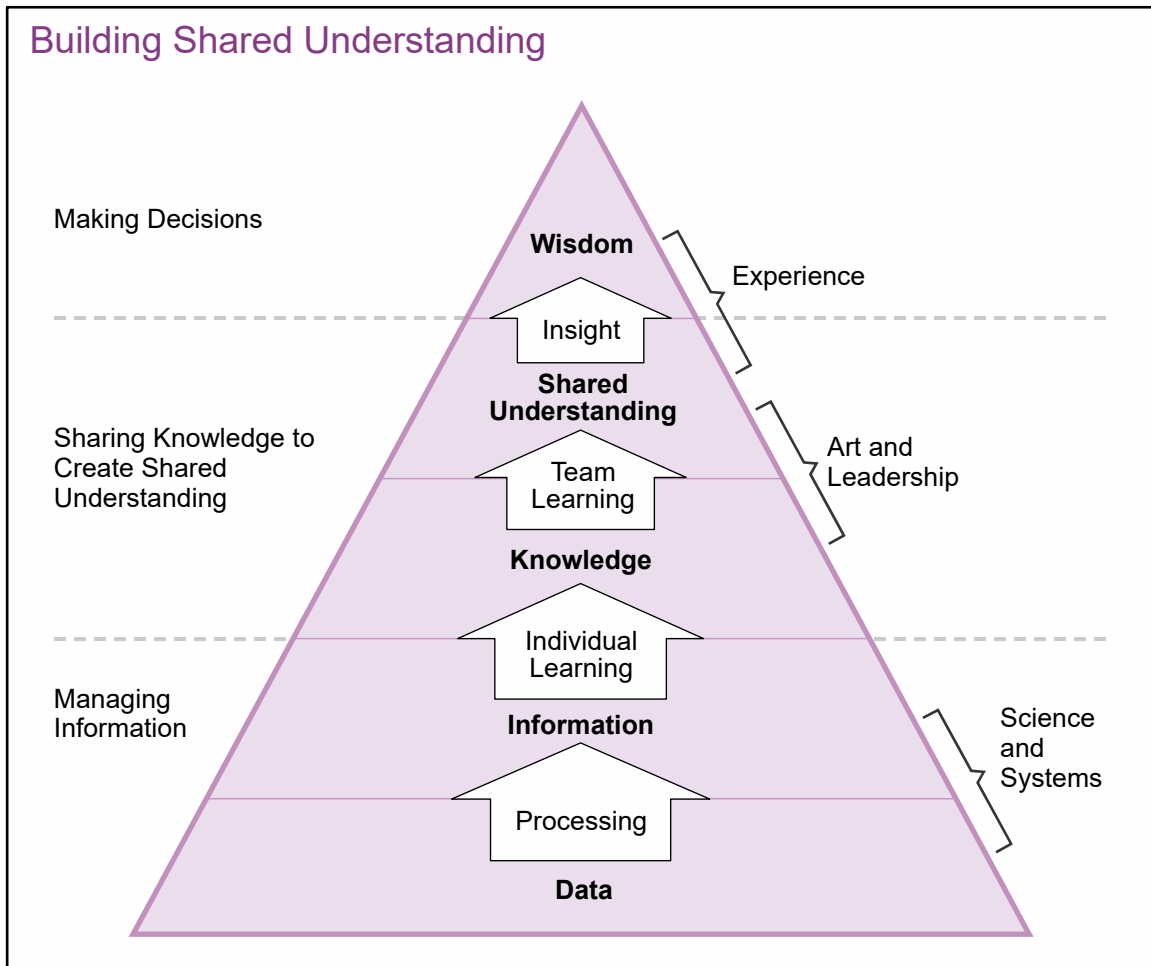 Building Shared Understanding
Making Decisions
Wisdom
Experience
Insight
Shared
Understanding
Sharing Knowledge to
Create Shared
Understanding
Art and
Leadership
Team
Learning
Knowledge
Individual
Learning
Managing
Information
Information
Science
and
Systems
Processing
Data